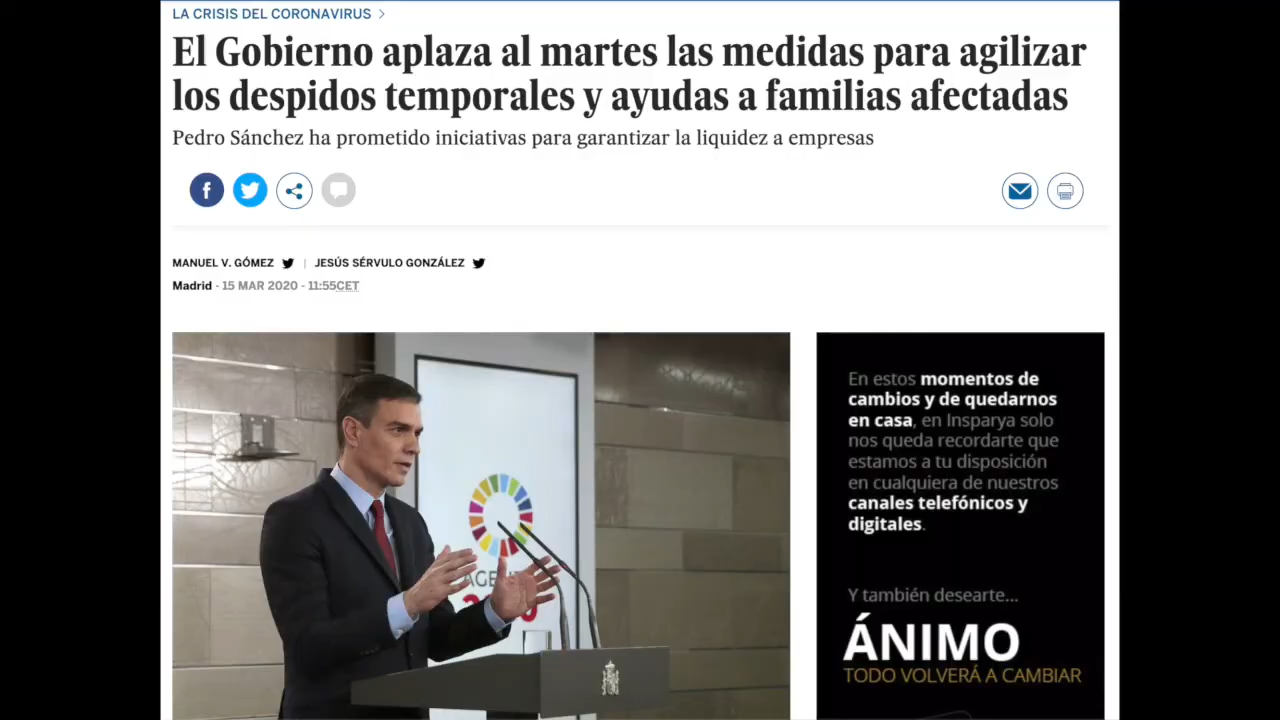 LA CRISIS DEL CORONAVIRUS
El Gobierno aplaza al martes las medidas para agilizar
los despidos temporales y ayudas a familias afectadas
Pedro Sánchez ha prometido iniciativas para garantizar la liquidez a empresas
MANUEL V. GÓMEZ | JESÚS SÉRVULO GONZÁLEZ
Madrid - 15 MAR 2020 - 11:55CET
En estos momentos de
cambios y de quedarnos
en casa, en Insparya solo
nos queda recordarte que
estamos a tu disposición
en cualquiera de nuestros
canales telefónicos y
digitales.
Y también desearte...
ÁNIMO
TODO VOLVERÁ A CAMBIAR